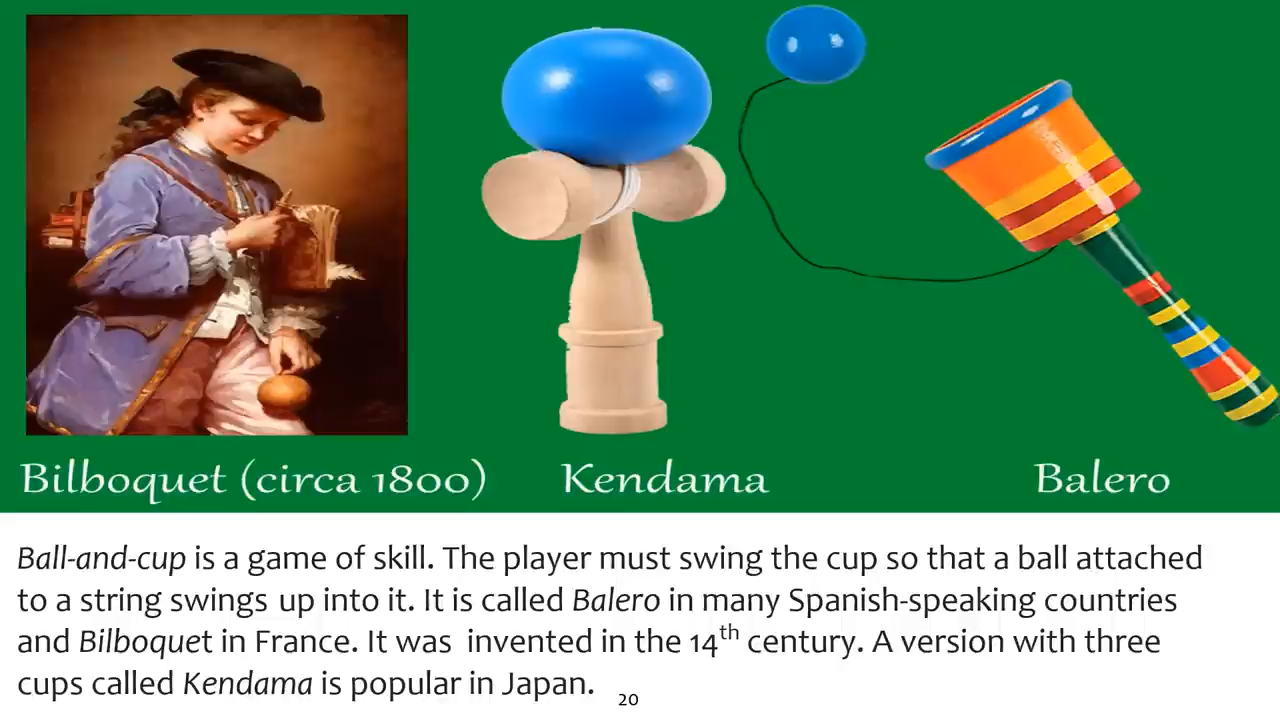 Bilboquet (circa 1800)
Kendama
Balero
Ball-and-cup is a game of skill. The player must swing the cup so that a ball attached
to a string swings up into it. It is called Balero in many Spanish-speaking countries
and Bilboquet in France. It was invented in the 14th century. A version with three
cups called Kendama is popular in Japan.
20